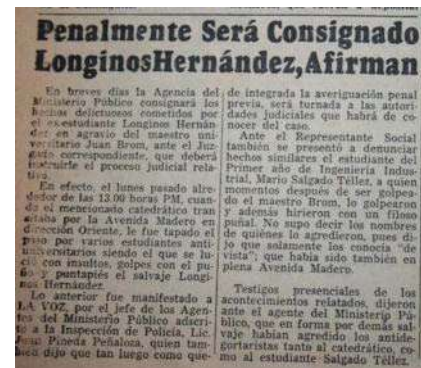 Penalmente Será Consignado
Longinos Hernández, Afirman
En breves días la Agencia del
Ministerio Público consignará los
hechos delictuosos cometidos por
el ex-estudiante Longinos Hernán-
dez en agravio del maestro uni-
versitario Juan Brom, ante el Juz-
gado correspondiente, que deberá
instruirle el proceso judicial rela-
tivo.
En efecto, el lunes pasado alre-
dedor de las 13.00 horas PM, cuan-
do el mencionado catedrático tran
sitaba por la Avenida Madero en
dirección Oriente, le fue tapado el
paso por varios estudiantes anti-
universitarios siendo el que se lu-
ció con insultos, golpes con el pu-
ño y puntapiés el salvaje Longi-
nos Hernández.
Lo anterior fue manifestado a
LA VOZ, por el jefe de los Agen-
tes del Ministerio Público adscri-
to a la Inspección de Policía, Lic.
Juan Pineda Peñaloza, quien tam-
bién dijo que tan luego como que-
de integrada la averiguación penal
previa, será turnada a las autori-
dades judiciales que habrá de co-
nocer del caso.
Ante el Representante Social
también se presentó a denunciar
hechos similares el estudiante del
Primer año de Ingeniería Indus-
trial, Mario Salgado Téllez, a quien
momentos después de ser golpea-
do el maestro Brom, lo golpearon
y además hirieron con un filoso
puñal. No supo decir los nombres
de quiénes lo agredieron, pues di-
jo que solamente los conocía "de
vista"; que había sido también en
plena Avenida Madero.
Testigos presenciales de los
acontecimientos relatados, dijeron
ante el agente del Ministerio Pú-
blico, que en forma por demás sal-
vaje habían agredido los antide-
gortaristas tanto al catedrático, co-
mo al estudiante Salgado Téllez.